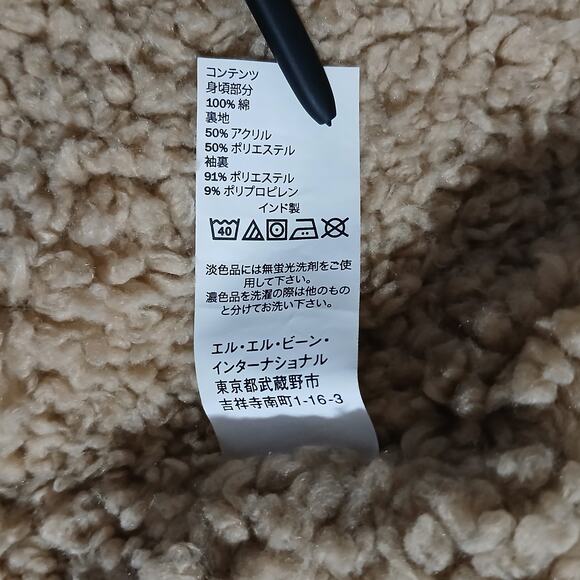 コンテンツ
身頃部分
100% 綿
裏地
50% アクリル
50% ポリエステル
袖裏
91% ポリエステル
9% ポリプロピレン
インド製
40
淡色品には無蛍光洗剤をご使
用して下さい。
濃色品を洗濯の際は他のもの
と分けてお洗い下さい。
エル・エル・ビーン・
インターナショナル
東京都武蔵野市
吉祥寺南町1-16-3